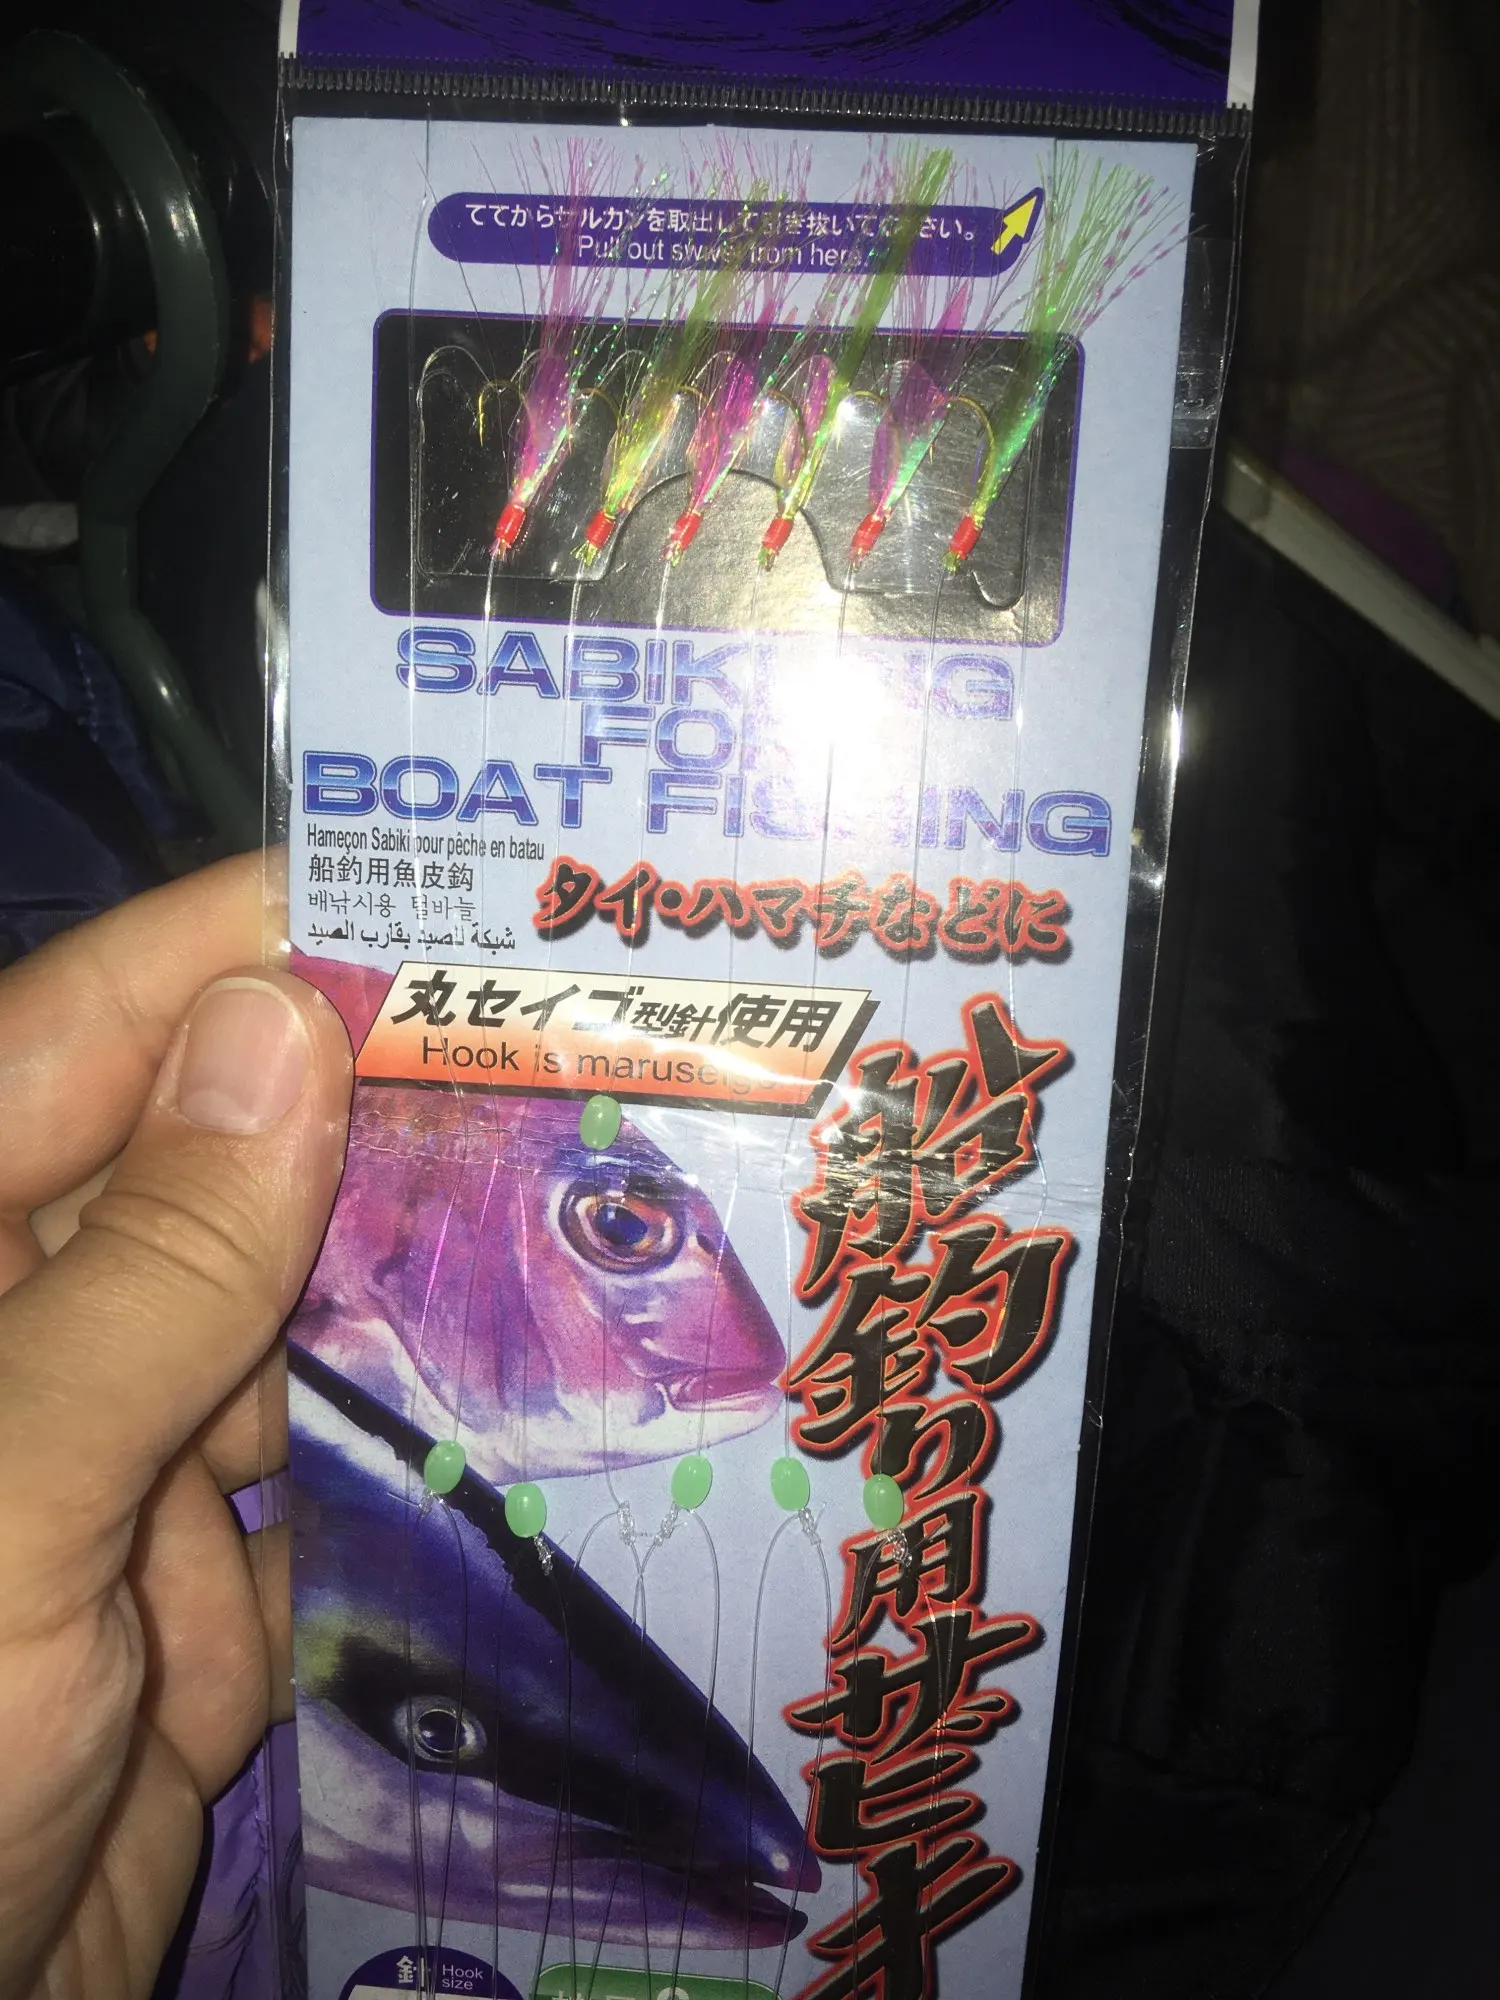 ててからサルカンを取出して引き抜いてください。
Pull out swivel from here.
SABIKI RIG
FOR
BOAT FISHING
Hameçon Sabiki pour pêche en batau
船釣用魚皮鈎
배낚시용 털바늘
شبكة للصيد بقارب الصيد
タイ・ハマチなどに
丸セイゴ型針使用
Hook is maruseigo
船釣り用サビキ
針 Hook size